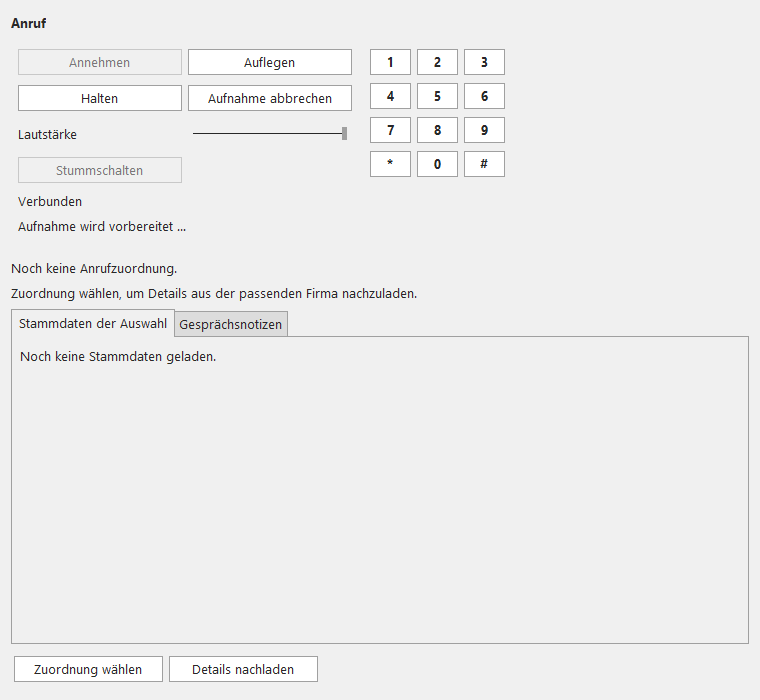 Anruf
Annehmen Auflegen 1 2 3
Halten Aufnahme abbrechen 4 5 6
Lautstärke 7 8 9
Stummschalten * 0 #
Verbunden
Aufnahme wird vorbereitet ...
Noch keine Anrufzuordnung.
Zuordnung wählen, um Details aus der passenden Firma nachzuladen.
Stammdaten der Auswahl Gesprächsnotizen
Noch keine Stammdaten geladen.
Zuordnung wählen Details nachladen